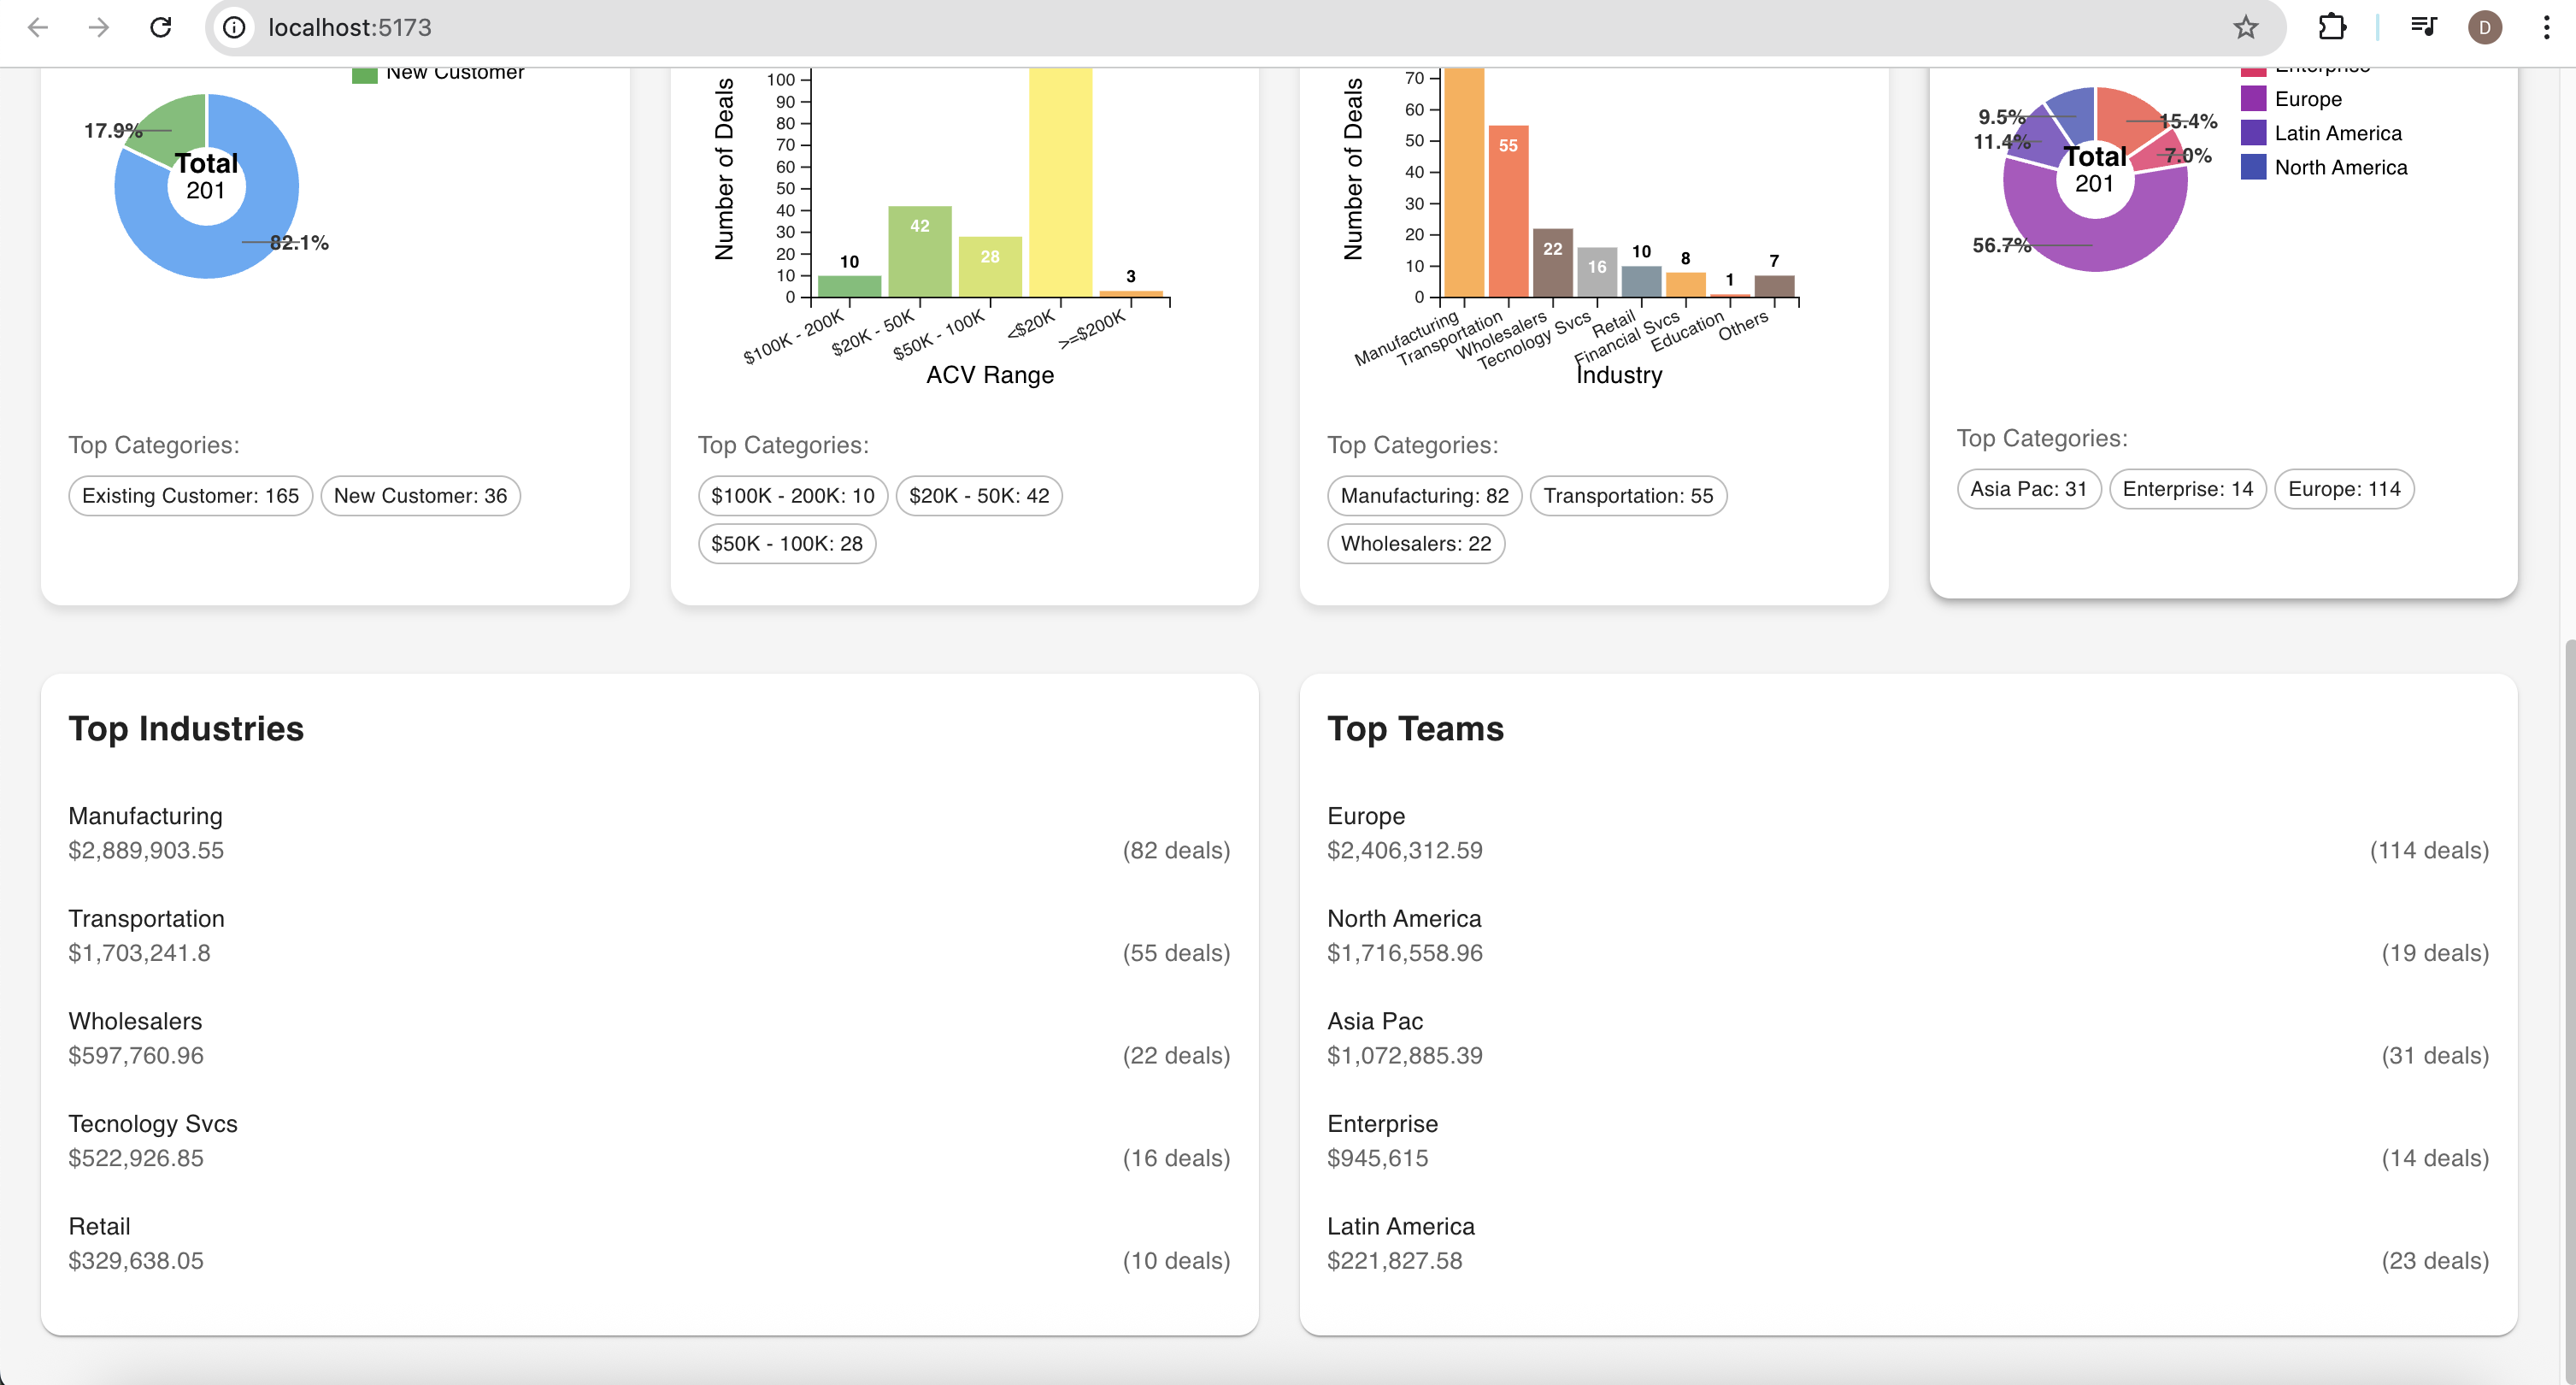 localhost:5173
D
New Customer
17.9%
Total
201
82.1%
Number of Deals
100
90
80
70
60
50
40
30
20
10
0
10
42
28
3
$100K - 200K
$20K - 50K
$50K - 100K
<$20K
>=$200K
ACV Range
Number of Deals
70
60
50
40
30
20
10
0
55
22
16
10
8
1
7
Manufacturing
Transportation
Wholesalers
Tecnology Svcs
Retail
Financial Svcs
Education
Others
Industry
Enterprise
Europe
Latin America
North America
9.5%
11.4%
15.4%
7.0%
Total
201
56.7%
Top Categories:
Existing Customer: 165
New Customer: 36
Top Categories:
$100K - 200K: 10
$20K - 50K: 42
$50K - 100K: 28
Top Categories:
Manufacturing: 82
Transportation: 55
Wholesalers: 22
Top Categories:
Asia Pac: 31
Enterprise: 14
Europe: 114
Top Industries
Manufacturing
$2,889,903.55 (82 deals)
Transportation
$1,703,241.8 (55 deals)
Wholesalers
$597,760.96 (22 deals)
Tecnology Svcs
$522,926.85 (16 deals)
Retail
$329,638.05 (10 deals)
Top Teams
Europe
$2,406,312.59 (114 deals)
North America
$1,716,558.96 (19 deals)
Asia Pac
$1,072,885.39 (31 deals)
Enterprise
$945,615 (14 deals)
Latin America
$221,827.58 (23 deals)